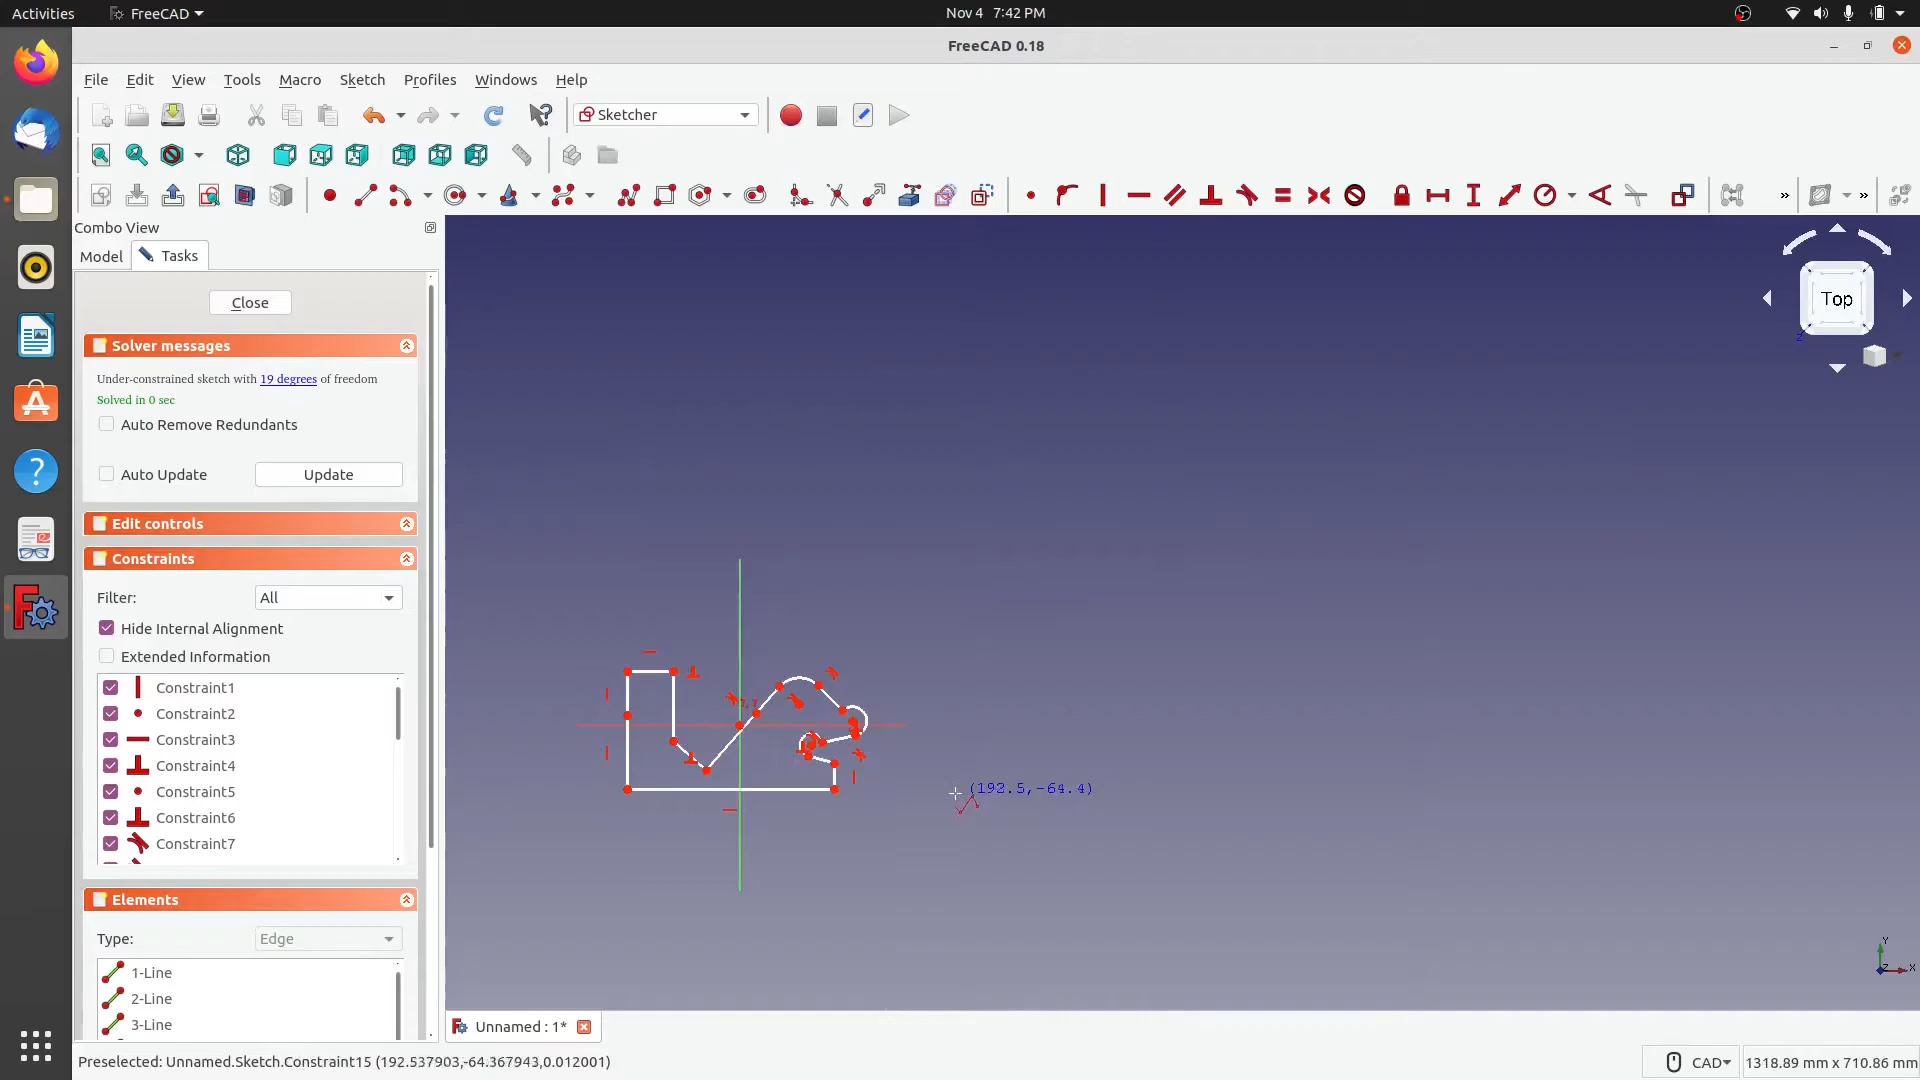 Activities FreeCAD Nov 4 7:42 PM
FreeCAD 0.18
File Edit View Tools Macro Sketch Profiles Windows Help
Sketcher
Combo View
Model Tasks
Close
Solver messages
Under-constrained sketch with 19 degrees of freedom
Solved in 0 sec
Auto Remove Redundants
Auto Update Update
Edit controls
Constraints
Filter: All
Hide Internal Alignment
Extended Information
Constraint1
Constraint2
Constraint3
Constraint4
Constraint5
Constraint6
Constraint7
Elements
Type: Edge
1-Line
2-Line
3-Line
Top
Z
(192.5,-64.4)
Y
Z X
Unnamed : 1*
Preselected: Unnamed.Sketch.Constraint15 (192.537903,-64.367943,0.012001)
CAD 1318.89 mm x 710.86 mm